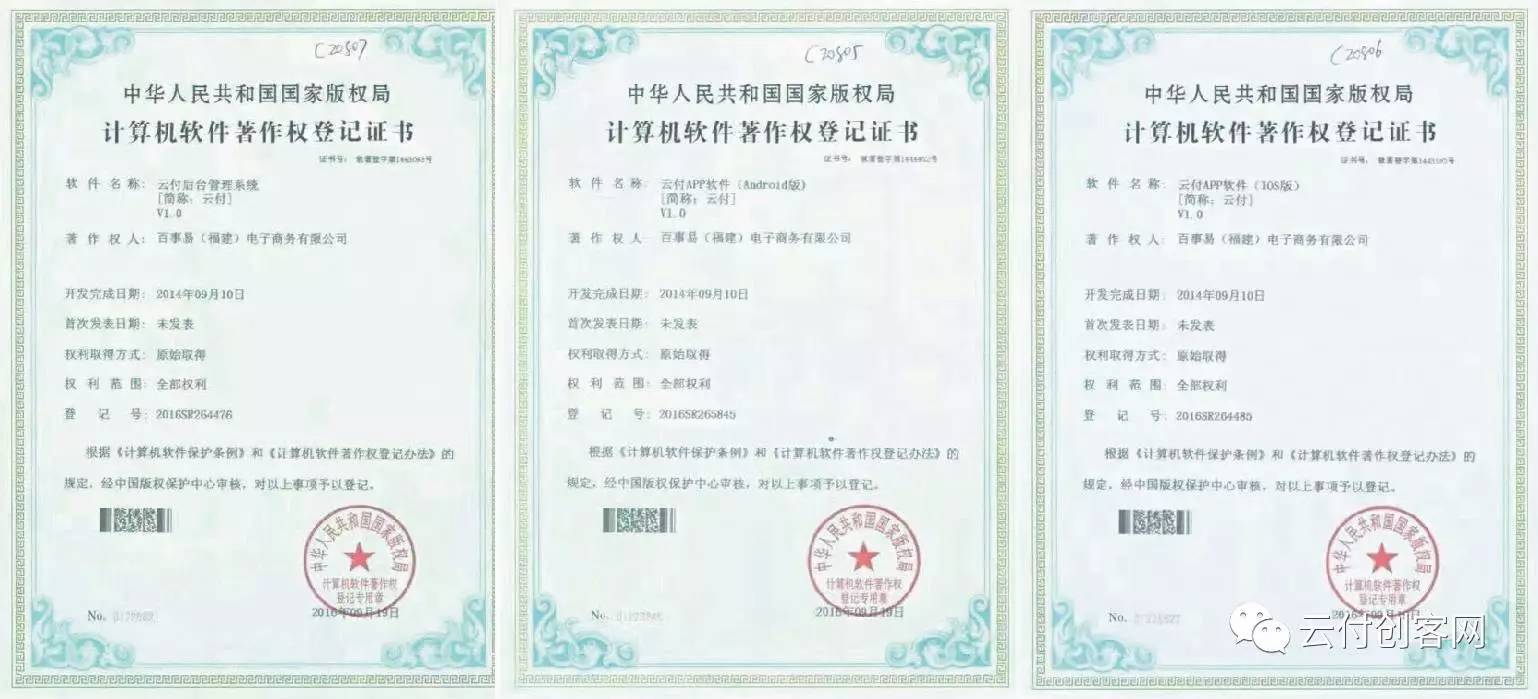 C20507
中华人民共和国国家版权局
计算机软件著作权登记证书
证书号： 软著登字第
软件名称： 云付后台管理系统
[简称：云付]
V1.0
著作权人： 百事易（福建）电子商务有限公司
开发完成日期： 2014年09月10日
首次发表日期： 未发表
权利取得方式： 原始取得
权利范围： 全部权利
登记号： 2016SR264476
根据《计算机软件保护条例》和《计算机软件著作权登记办法》的
规定，经中国版权保护中心审核，对以上事项予以登记。
中华人民共和国国家版权局
计算机软件著作权
登记专用章
No.
2016年09月19日
C20505
中华人民共和国国家版权局
计算机软件著作权登记证书
证书号： 软著登字第
软件名称： 云付APP软件（Android版）
[简称：云付]
V1.0
著作权人： 百事易（福建）电子商务有限公司
开发完成日期： 2014年09月10日
首次发表日期： 未发表
权利取得方式： 原始取得
权利范围： 全部权利
登记号： 2016SR265845
根据《计算机软件保护条例》和《计算机软件著作权登记办法》的
规定，经中国版权保护中心审核，对以上事项予以登记。
中华人民共和国国家版权局
计算机软件著作权
登记专用章
No.
2016年09月19日
C20506
中华人民共和国国家版权局
计算机软件著作权登记证书
证书号： 软著登字第
软件名称： 云付APP软件（IOS版）
[简称：云付]
V1.0
著作权人： 百事易（福建）电子商务有限公司
开发完成日期： 2014年09月10日
首次发表日期： 未发表
权利取得方式： 原始取得
权利范围： 全部权利
登记号： 2016SR264485
根据《计算机软件保护条例》和《计算机软件著作权登记办法》的
规定，经中国版权保护中心审核，对以上事项予以登记。
中华人民共和国国家版权局
计算机软件著作权
登记专用章
No.
云付创客网